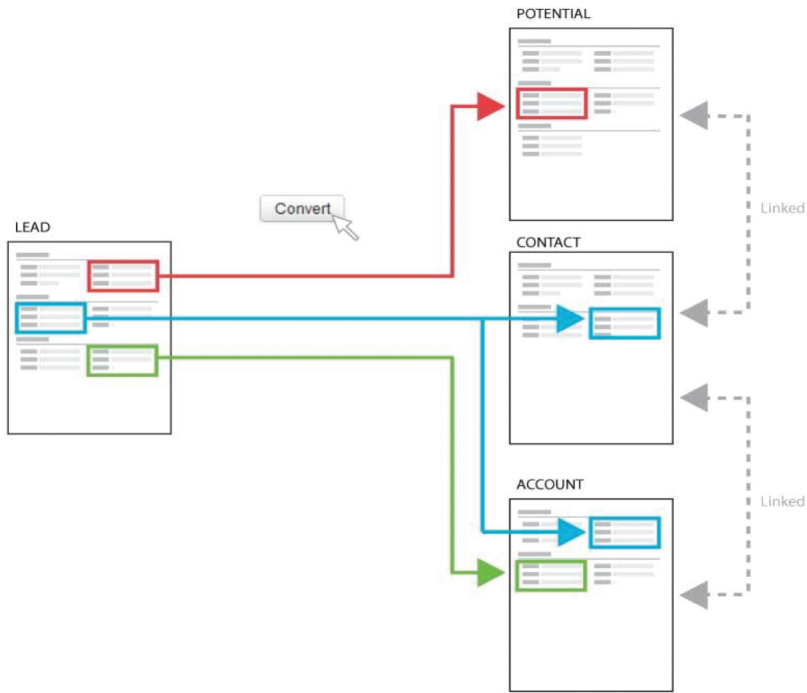 POTENTIAL
Linked
Convert
LEAD
CONTACT
ACCOUNT
Linked